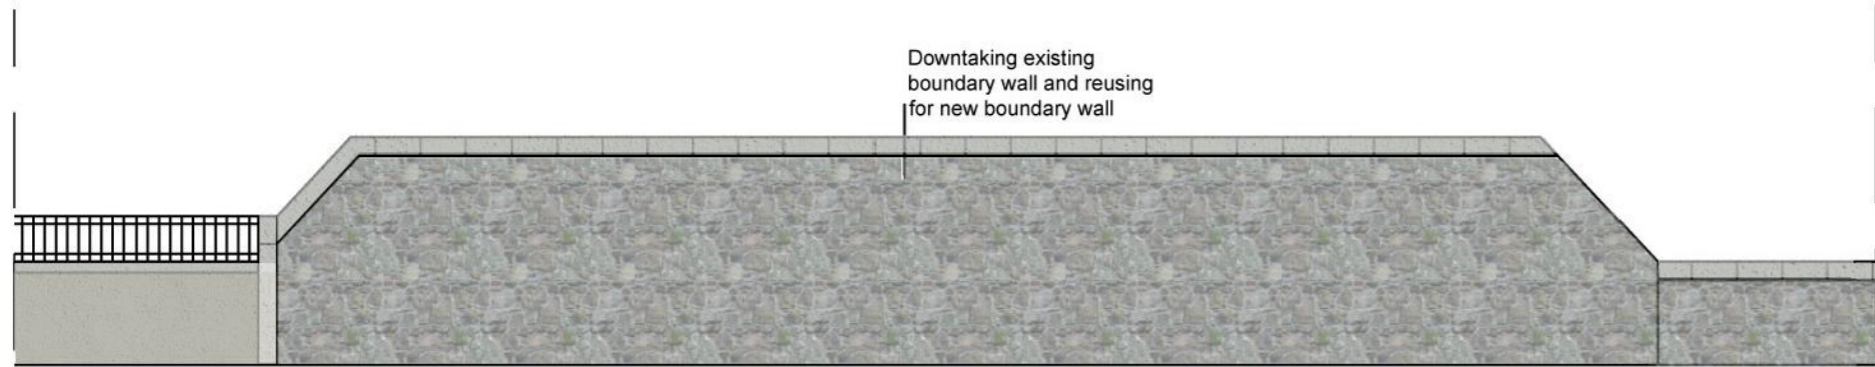 Downtaking existing
boundary wall and reusing
for new boundary wall